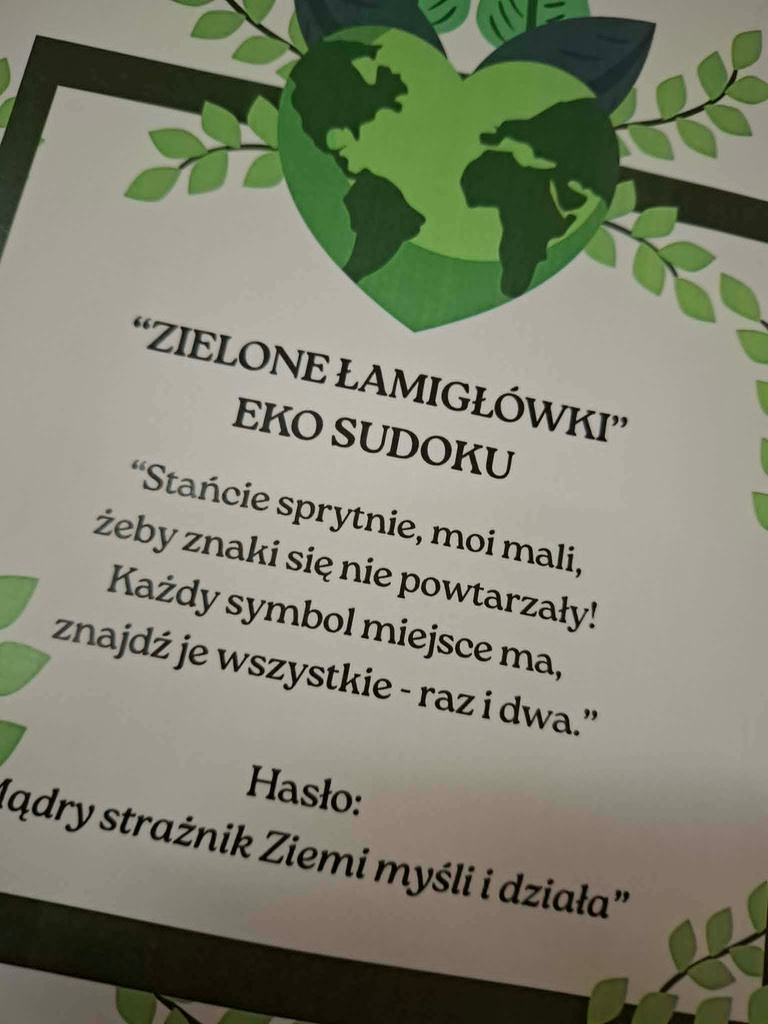 “ZIELONE ŁAMIGŁÓWKI”
EKO SUDOKU
“Stańcie sprytnie, moi mali,
żeby znaki się nie powtarzały!
Każdy symbol miejsce ma,
znajdź je wszystkie - raz i dwa.”
Hasło:
Mądry strażnik Ziemi myśli i działa”